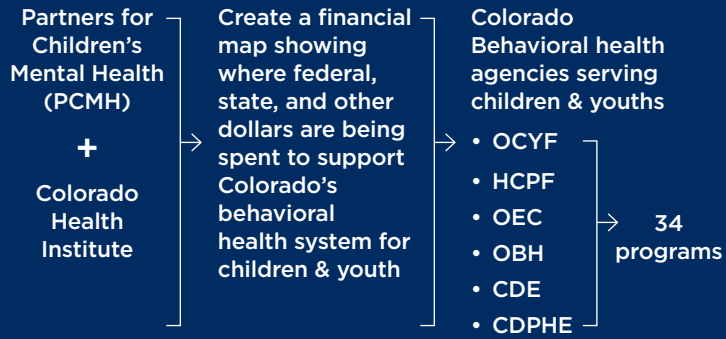 Partners for
Children’s
Mental Health
(PCMH)
+
Colorado
Health
Institute
Create a financial
map showing
where federal,
state, and other
dollars are being
spent to support
Colorado’s
behavioral
health system for
children & youth
Colorado
Behavioral health
agencies serving
children & youths
• OCYF
• HCPF
• OEC
• OBH
• CDE
• CDPHE
34
programs